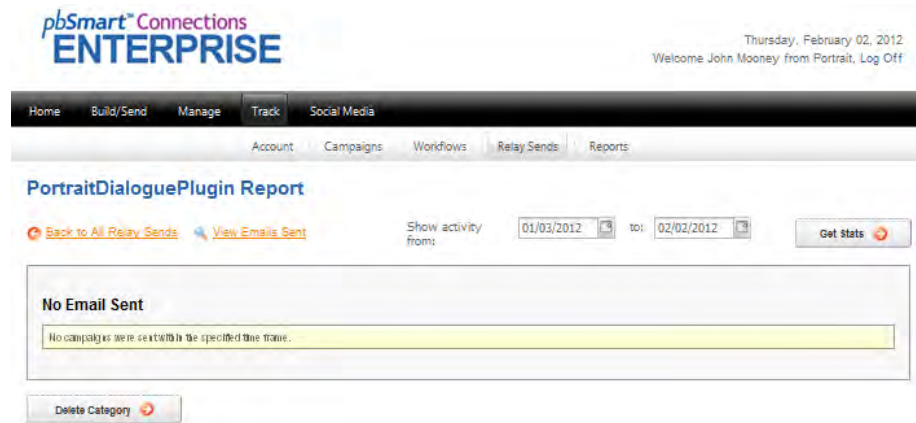 pbSmart™ Connections
ENTERPRISE
Thursday, February 02, 2012
Welcome John Mooney from Portrait, Log Off
Home Build/Send Manage Track Social Media
Account Campaigns Workflows Relay Sends Reports
PortraitDialoguePlugin Report
Back to All Relay Sends View Emails Sent Show activity from: 01/03/2012 to: 02/02/2012 Get Stats
No Email Sent
No campaigns were sent within the specified time frame.
Delete Category